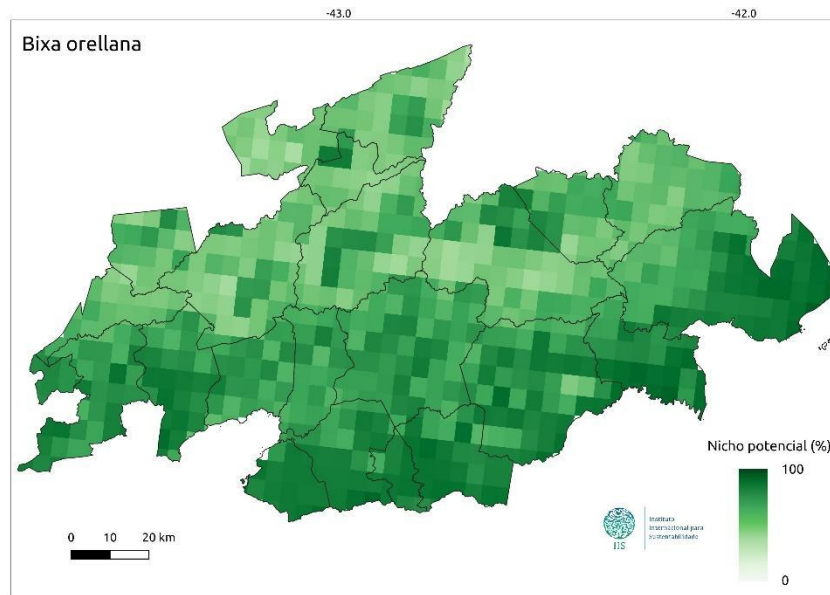 -43.0 -42.0
Bixa orellana
Nicho potencial (%)
100
0
0 10 20 km
IIS
Instituto
Internacional para
Sustentabilidade